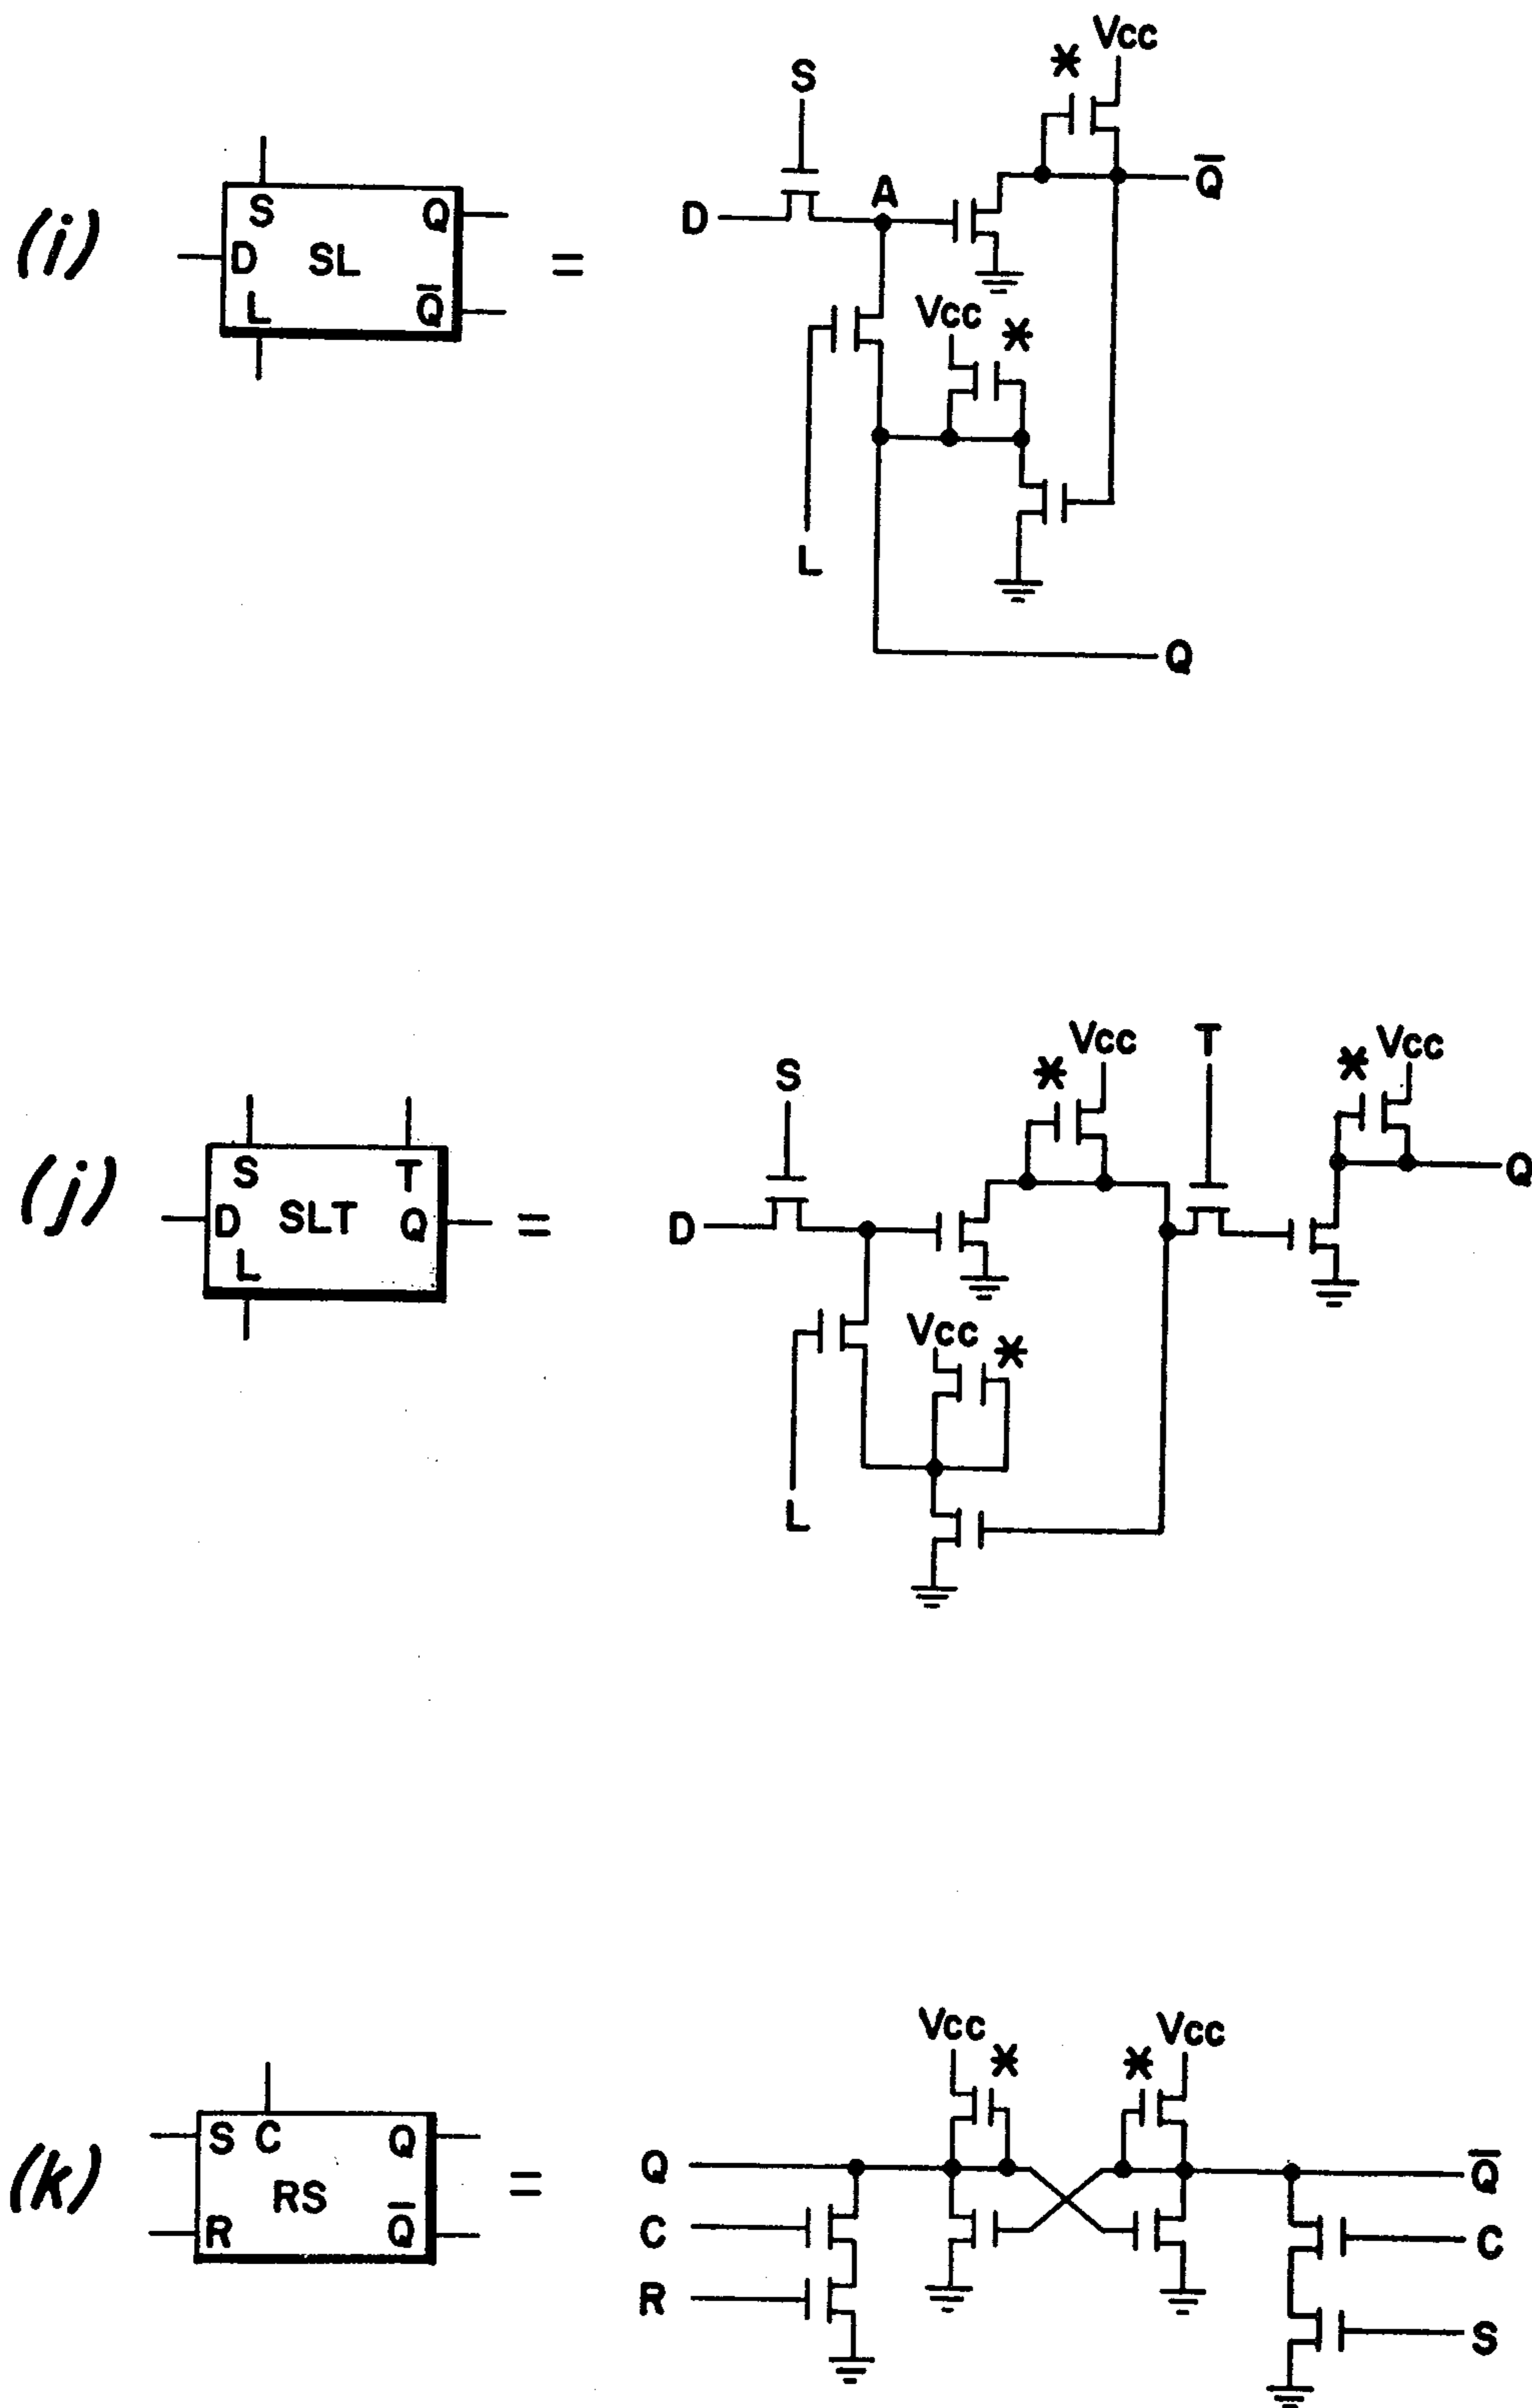 (i)
S Q
D SL =
L Q̅
S
* Vcc
D A Q̅
Vcc *
L
Q
(j)
S T
D SLT Q =
L
S
* Vcc
T
* Vcc
D Q
Vcc *
L
(k)
S C Q
RS =
R Q̅
Vcc * * Vcc
Q Q̅
C C
R S